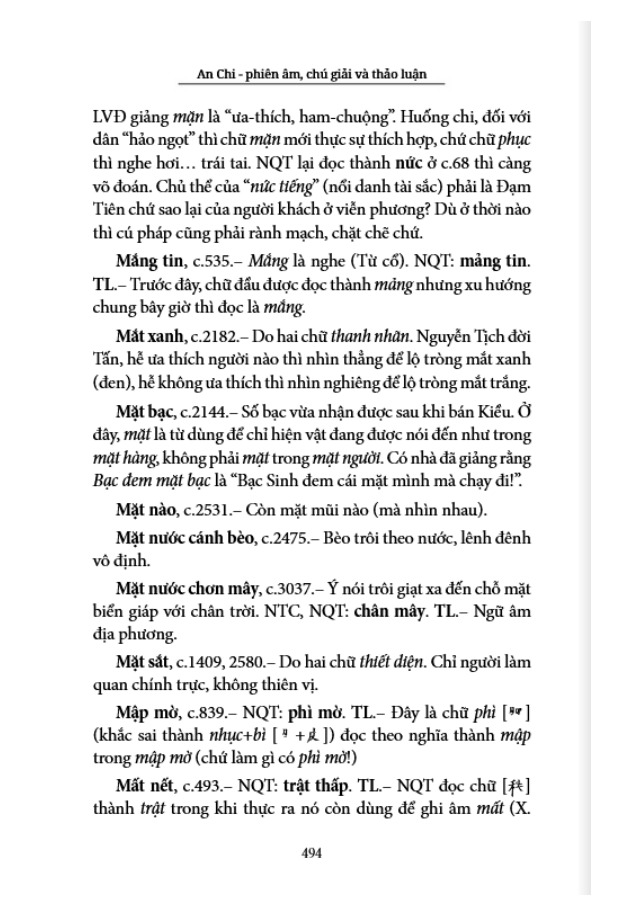 An Chi - phiên âm, chú giải và thảo luận
LVĐ giảng mặn là “ưa-thích, ham-chuộng”. Huống chi, đối với
dân “hảo ngọt” thì chữ mặn mới thực sự thích hợp, chứ chữ phục
thì nghe hơi… trái tai. NQT lại đọc thành nức ở c.68 thì càng
võ đoán. Chủ thể của “nức tiếng” (nổi danh tài sắc) phải là Đạm
Tiên chứ sao lại của người khách ở viễn phương? Dù ở thời nào
thì cú pháp cũng phải rành mạch, chặt chẽ chứ.
Mắng tin, c.535.– Mắng là nghe (Từ cổ). NQT: mảng tin.
TL.– Trước đây, chữ đầu được đọc thành mảng nhưng xu hướng
chung bây giờ thì đọc là mắng.
Mắt xanh, c.2182.– Do hai chữ thanh nhãn. Nguyễn Tịch đời
Tấn, hễ ưa thích người nào thì nhìn thẳng để lộ tròng mắt xanh
(đen), hễ không ưa thích thì nhìn nghiêng để lộ tròng mắt trắng.
Mặt bạc, c.2144.– Số bạc vừa nhận được sau khi bán Kiều. Ở
đây, mặt là từ dùng để chỉ hiện vật đang được nói đến như trong
mặt hàng, không phải mặt trong mặt người. Có nhà đã giảng rằng
Bạc đem mặt bạc là “Bạc Sinh đem cái mặt mình mà chạy đi!”.
Mặt nào, c.2531.– Còn mặt mũi nào (mà nhìn nhau).
Mặt nước cánh bèo, c.2475.– Bèo trôi theo nước, lênh đênh
vô định.
Mặt nước chơn mây, c.3037.– Ý nói trôi giạt xa đến chỗ mặt
biển giáp với chân trời. NTC, NQT: chân mây. TL.– Ngữ âm
địa phương.
Mặt sắt, c.1409, 2580.– Do hai chữ thiết diện. Chỉ người làm
quan chính trực, không thiên vị.
Mập mờ, c.839.– NQT: phì mờ. TL.– Đây là chữ phì [ ]
(khắc sai thành nhục+bì [ + ]) đọc theo nghĩa thành mập
trong mập mờ (chứ làm gì có phì mờ!)
Mất nết, c.493.– NQT: trật thấp. TL.– NQT đọc chữ [ ]
thành trật trong khi thực ra nó còn dùng để ghi âm mất (X.
494